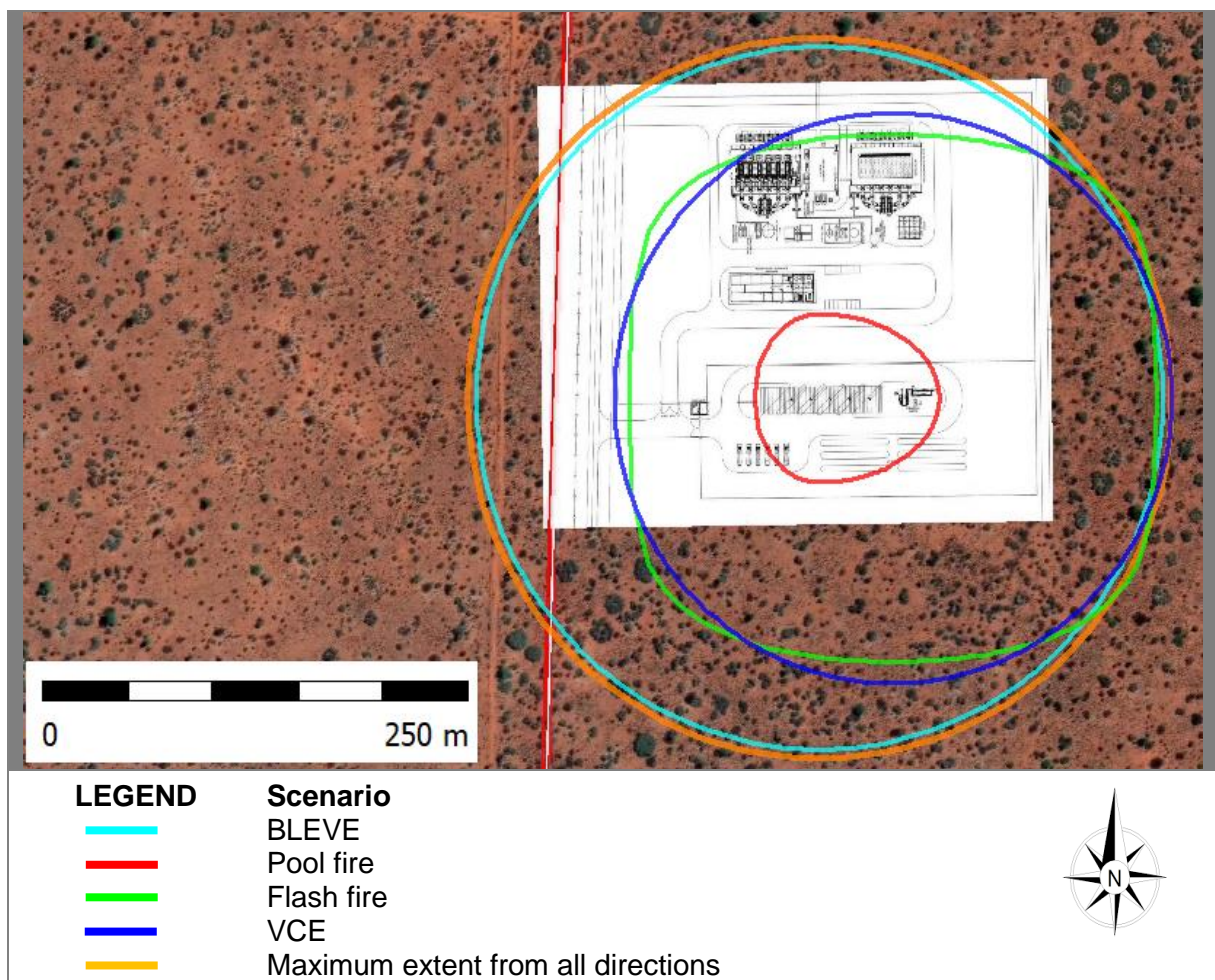 0 250 m
LEGEND Scenario
BLEVE
Pool fire
Flash fire
VCE
Maximum extent from all directions
N